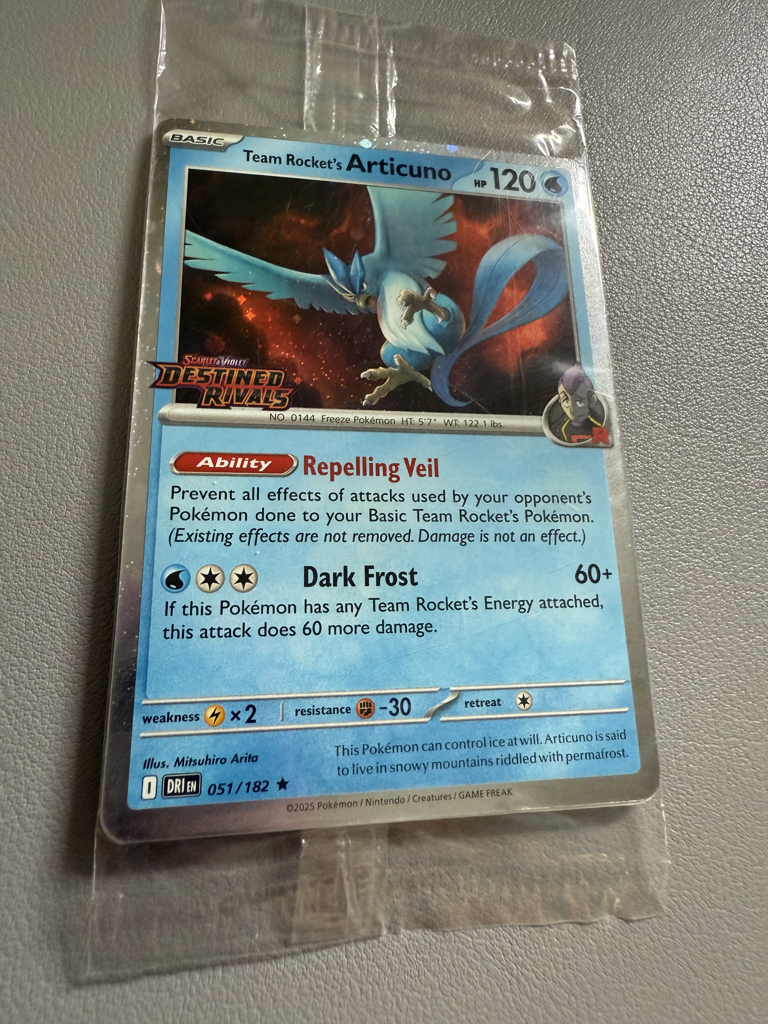 BASIC
Team Rocket's Articuno HP 120
SCARLET & VIOLET
DESTINED
RIVALS
NO. 0144 Freeze Pokémon HT: 5'7" WT: 122.1 lbs.
R
Ability Repelling Veil
Prevent all effects of attacks used by your opponent's
Pokémon done to your Basic Team Rocket's Pokémon.
(Existing effects are not removed. Damage is not an effect.)
Dark Frost 60+
If this Pokémon has any Team Rocket's Energy attached,
this attack does 60 more damage.
weakness ×2 resistance -30 retreat
Illus. Mitsuhiro Arita
This Pokémon can control ice at will. Articuno is said
to live in snowy mountains riddled with permafrost.
I DRI EN 051/182 ★
©2025 Pokémon / Nintendo / Creatures / GAME FREAK